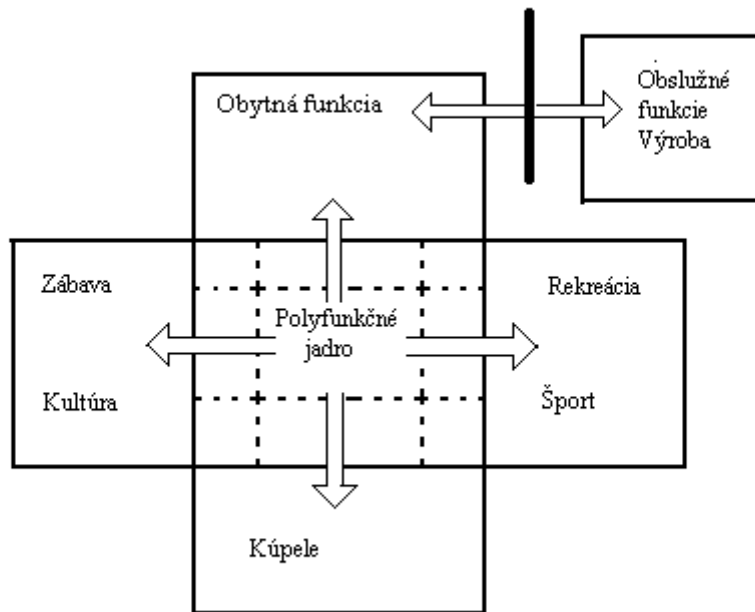 Obytná funkcia
Obslužné
funkcie
Výroba
Zábava
Rekreácia
Polyfunkčné
jadro
Kultúra
Šport
Kúpele